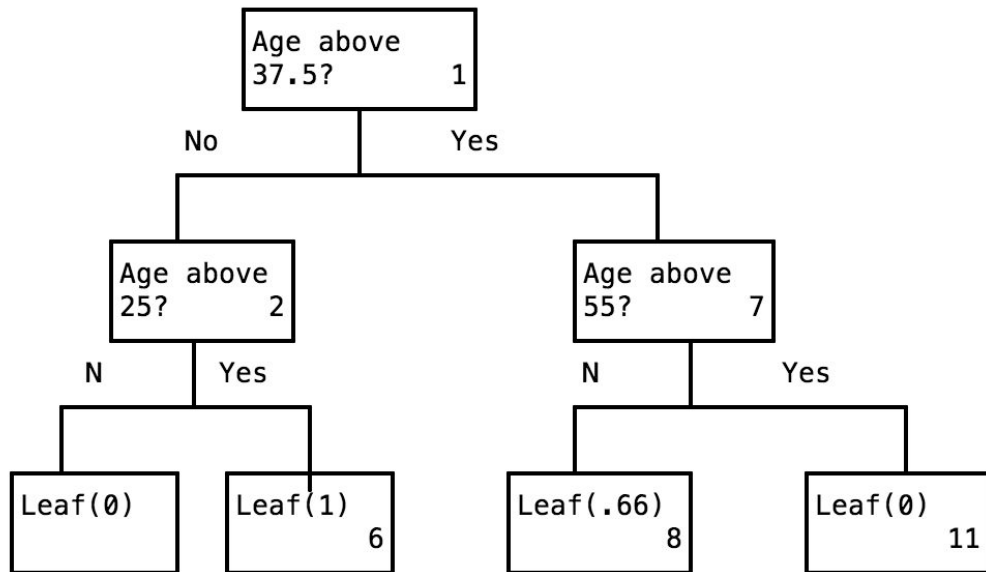 Age above
37.5? 1
No Yes
Age above
25? 2
Age above
55? 7
N Yes
N Yes
Leaf(0)
Leaf(1)
6
Leaf(.66)
8
Leaf(0)
11